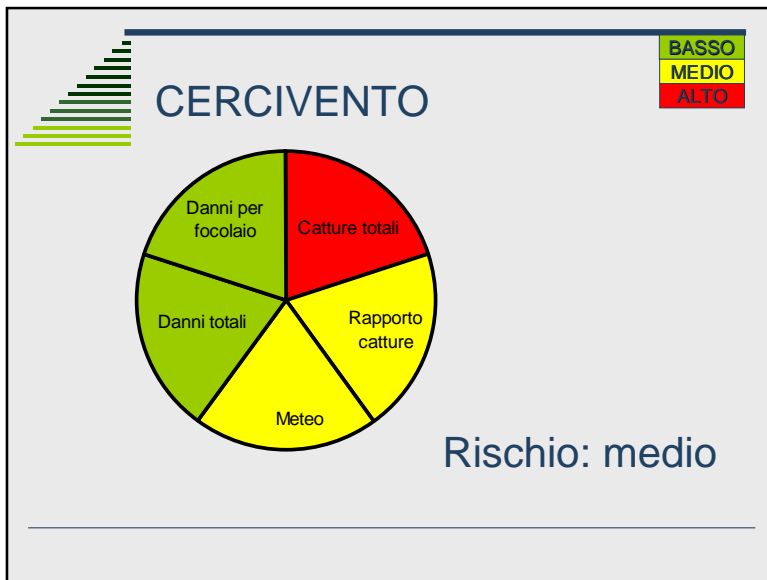 BASSO
MEDIO
ALTO
CERCIVENTO
Danni per
focolaio
Catture totali
Danni totali
Rapporto
catture
Meteo
Rischio: medio